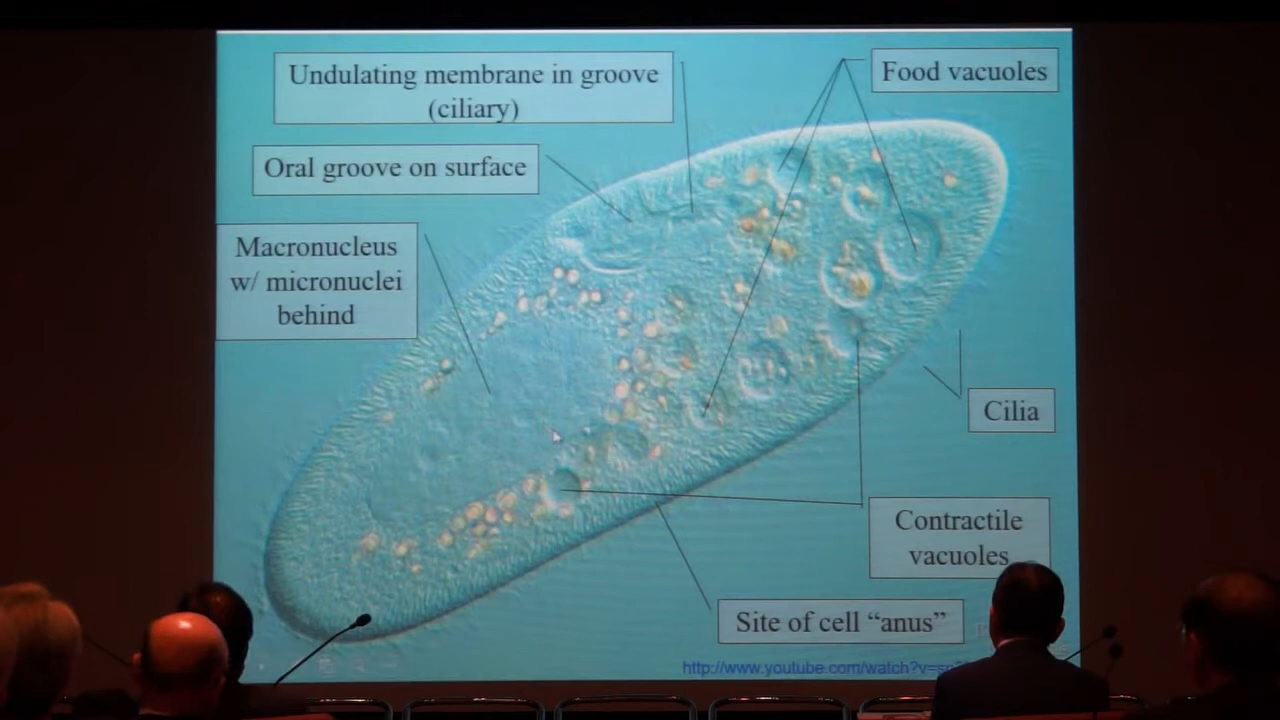 Undulating membrane in groove
(ciliary)
Food vacuoles
Oral groove on surface
Macronucleus
w/ micronuclei
behind
Cilia
Contractile
vacuoles
Site of cell “anus”
http://www.youtube.com/watch?v=